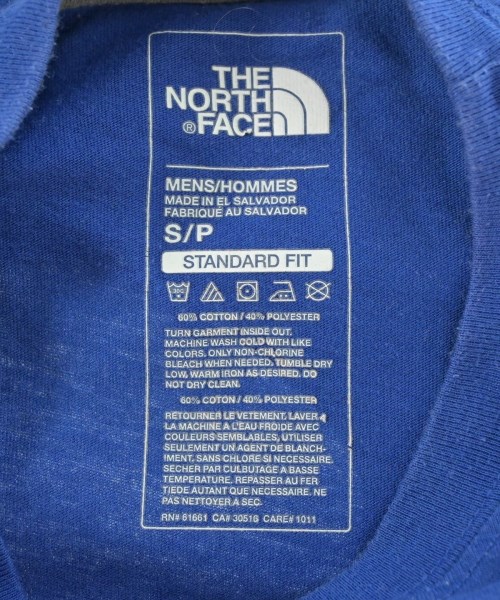 THE
NORTH
®FACE
MENS/HOMMES
MADE IN EL SALVADOR
FABRIQUÉ AU SALVADOR
S/P
STANDARD FIT
30C
60% COTTON / 40% POLYESTER
TURN GARMENT INSIDE OUT.
MACHINE WASH COLD WITH LIKE
COLORS. ONLY NON-CHLORINE
BLEACH WHEN NEEDED. TUMBLE DRY
LOW, WARM IRON AS DESIRED. DO
NOT DRY CLEAN.
60% COTTON / 40% POLYESTER
RETOURNER LE VETEMENT, LAVER
LA MACHINE A L'EAU FROIDE AVEC
COULEURS SEMBLABLES, UTILISER
SEULEMENT UN AGENT DE BLANCH-
IMENT, SANS CHLORE SI NECESSAIRE.
SECHER PAR CULBUTAGE A BASSE
TEMPERATURE. REPASSER AU FER
TIEDE AUTANT QUE NECESSAIRE. NE
PAS NETTOYER A SEC.
RN# 61661 CA# 30516 CARE# 1011